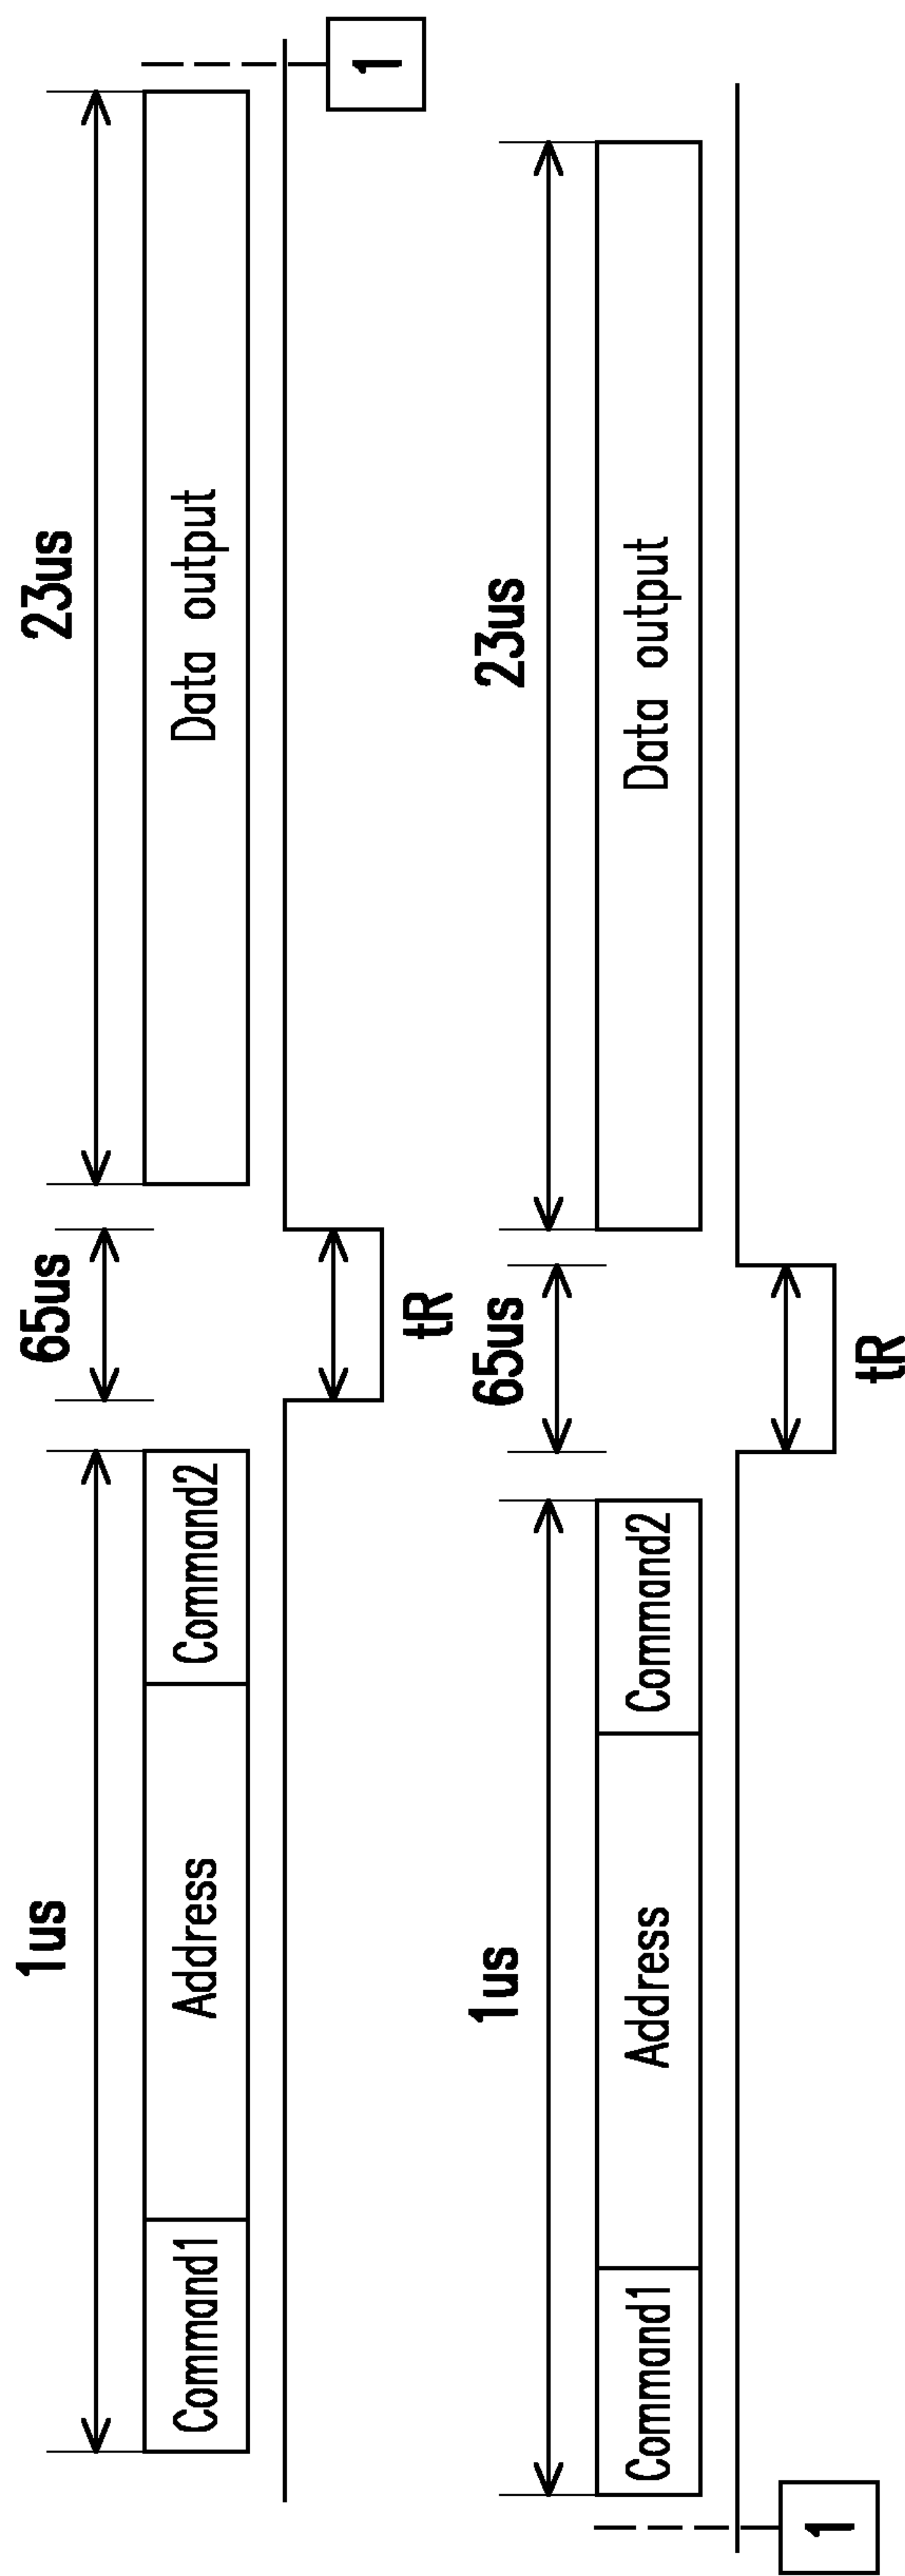 1us
65us
23us
Command1
Address
Command2
Data output
tR
1
1us
65us
23us
Command1
Address
Command2
Data output
tR
1